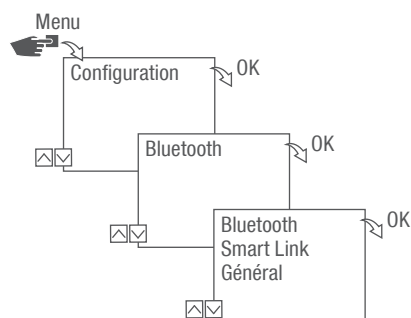 Menu
Configuration
OK
Bluetooth
OK
Bluetooth
Smart Link
Général
OK